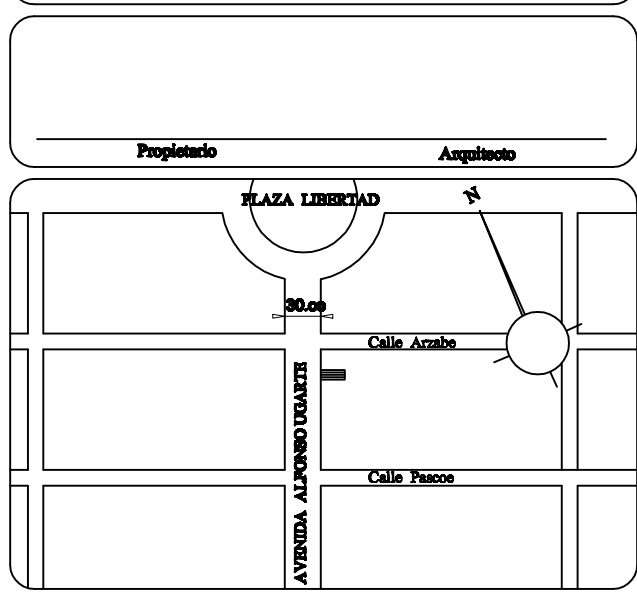 Propietario
Arquitecto
PLAZA LIBERTAD
N
30.00
Calle Arzabe
AVENIDA ALFONSO UGARTE
Calle Pascoe